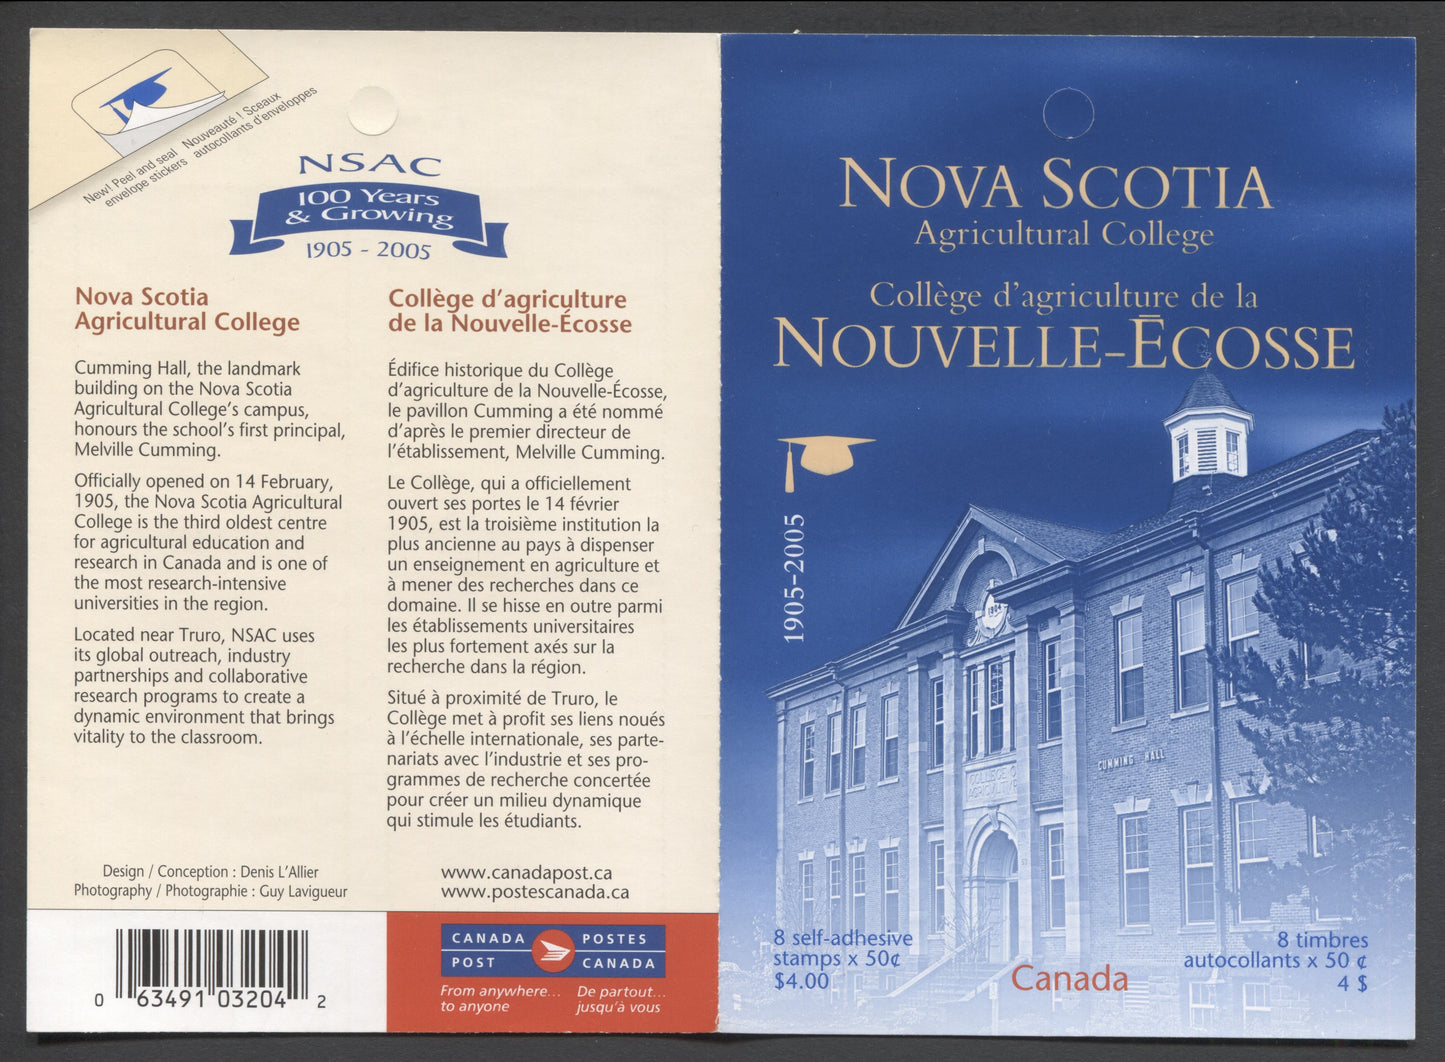 New! Peel and seal
envelope stickers
Nouveauté ! Sceaux
autocollants d'enveloppes
NSAC
100 Years
& Growing
1905 - 2005
Nova Scotia
Agricultural College
Cumming Hall, the landmark
building on the Nova Scotia
Agricultural College's campus,
honours the school's first principal,
Melville Cumming.
Officially opened on 14 February,
1905, the Nova Scotia Agricultural
College is the third oldest centre
for agricultural education and
research in Canada and is one of
the most research-intensive
universities in the region.
Located near Truro, NSAC uses
its global outreach, industry
partnerships and collaborative
research programs to create a
dynamic environment that brings
vitality to the classroom.
Collège d'agriculture
de la Nouvelle-Écosse
Édifice historique du Collège
d'agriculture de la Nouvelle-Écosse,
le pavillon Cumming a été nommé
d'après le premier directeur de
l'établissement, Melville Cumming.
Le Collège, qui a officiellement
ouvert ses portes le 14 février
1905, est la troisième institution la
plus ancienne au pays à dispenser
un enseignement en agriculture et
à mener des recherches dans ce
domaine. Il se hisse en outre parmi
les établissements universitaires
les plus fortement axés sur la
recherche dans la région.
Situé à proximité de Truro, le
Collège met à profit ses liens noués
à l'échelle internationale, ses parte-
nariats avec l'industrie et ses pro-
grammes de recherche concertée
pour créer un milieu dynamique
qui stimule les étudiants.
Design / Conception : Denis L'Allier
Photography / Photographie : Guy Lavigueur
www.canadapost.ca
www.postescanada.ca
0 63491 03204 2
CANADA POSTES
POST CANADA
From anywhere...
to anyone
De partout...
jusqu'à vous
NOVA SCOTIA
Agricultural College
Collège d'agriculture de la
NOUVELLE-ÉCOSSE
1905-2005
1904
COLLEGE OF
AGRICULTURE
CUMMING HALL
8 self-adhesive
stamps x 50¢
$4.00
Canada
8 timbres
autocollants x 50 ¢
4 $